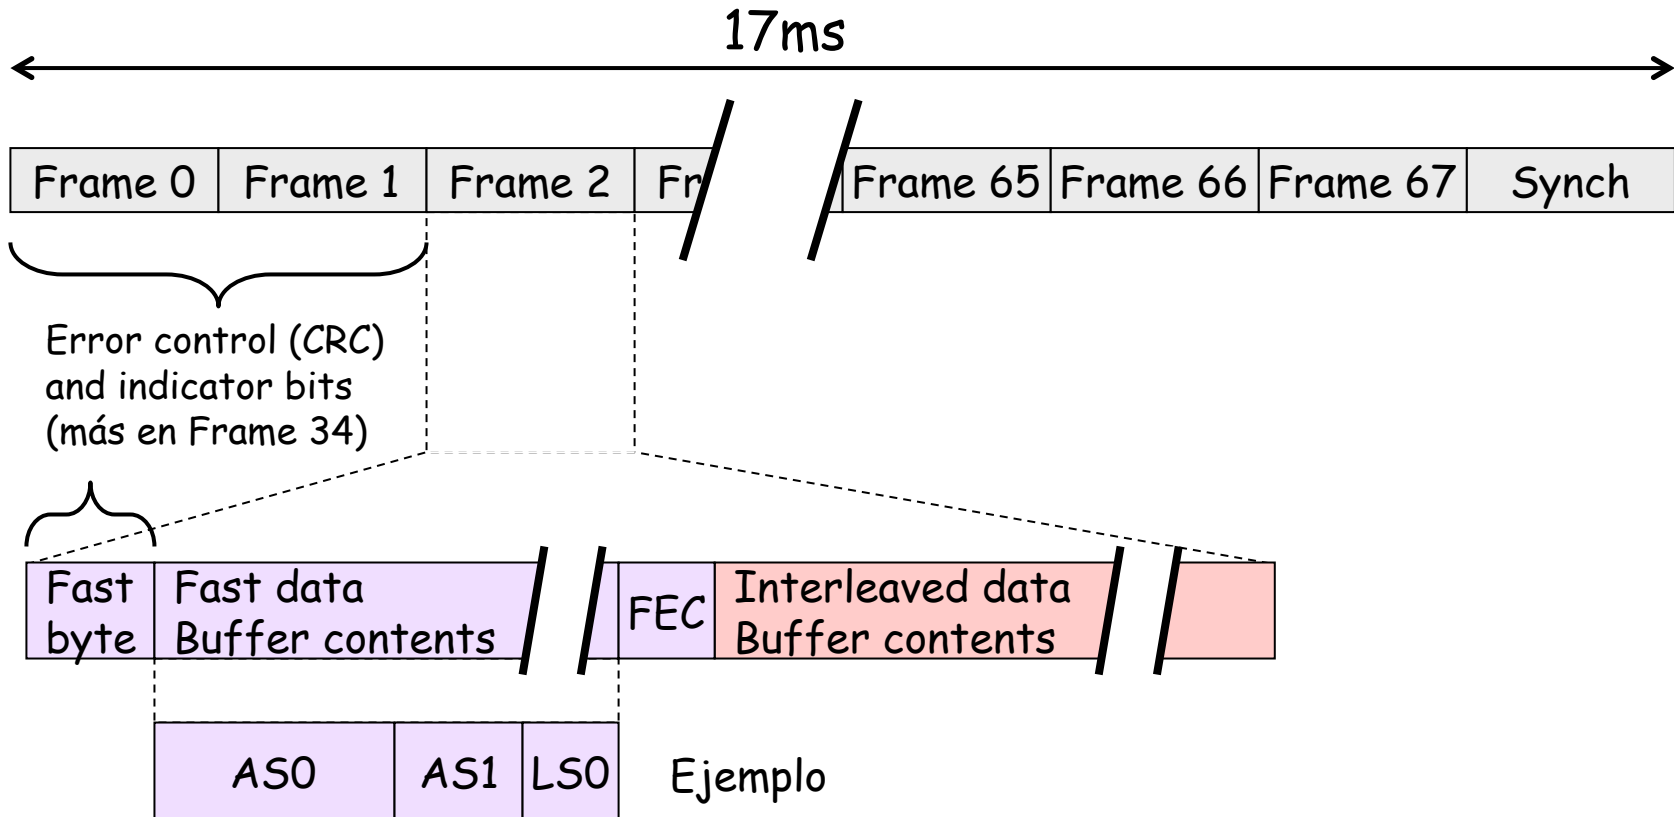 17ms
Frame 0 Frame 1 Frame 2 Fr Frame 65 Frame 66 Frame 67 Synch
Error control (CRC)
and indicator bits
(más en Frame 34)
Fast
byte
Fast data
Buffer contents
FEC
Interleaved data
Buffer contents
AS0 AS1 LS0 Ejemplo